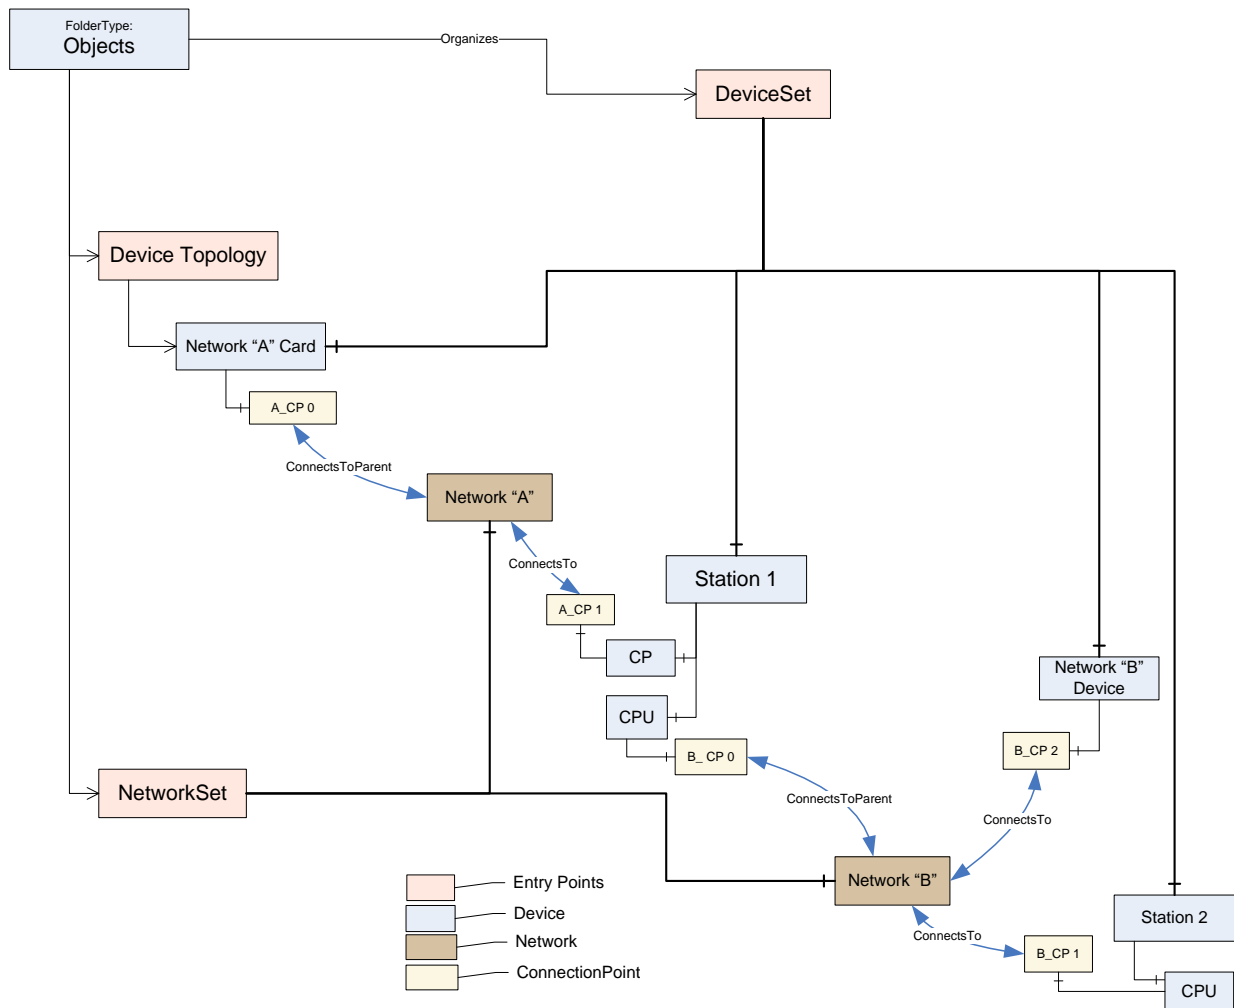 FolderType:
Objects
Organizes
DeviceSet
Device Topology
Network “A” Card
A_CP 0
ConnectsToParent
Network “A”
ConnectsTo
Station 1
A_CP 1
CP
Network “B”
Device
CPU
B_ CP 0
B_CP 2
NetworkSet
ConnectsToParent
ConnectsTo
Network “B”
Entry Points
Device
Network
ConnectionPoint
Station 2
ConnectsTo
B_CP 1
CPU